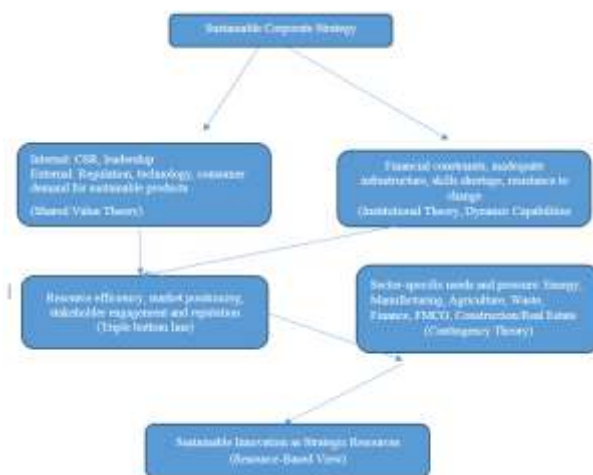 Sustainable Corporate Strategy
Internal: CSR, leadership
External: Regulation, technology, consumer
demand for sustainable products
(Shared Value Theory)
Financial constraints, inadequate
infrastructure, skills shortage, resistance to
change
(Institutional Theory, Dynamic Capabilities
Resource efficiency, market positioning,
stakeholder engagement and reputation
(Triple bottom line)
Sector-specific needs and pressure: Energy,
Manufacturing, Agriculture, Waste,
Finance, FMCG, Construction/Real Estate
(Contingency Theory)
Sustainable Innovation as Strategic Resources
(Resource-Based View)